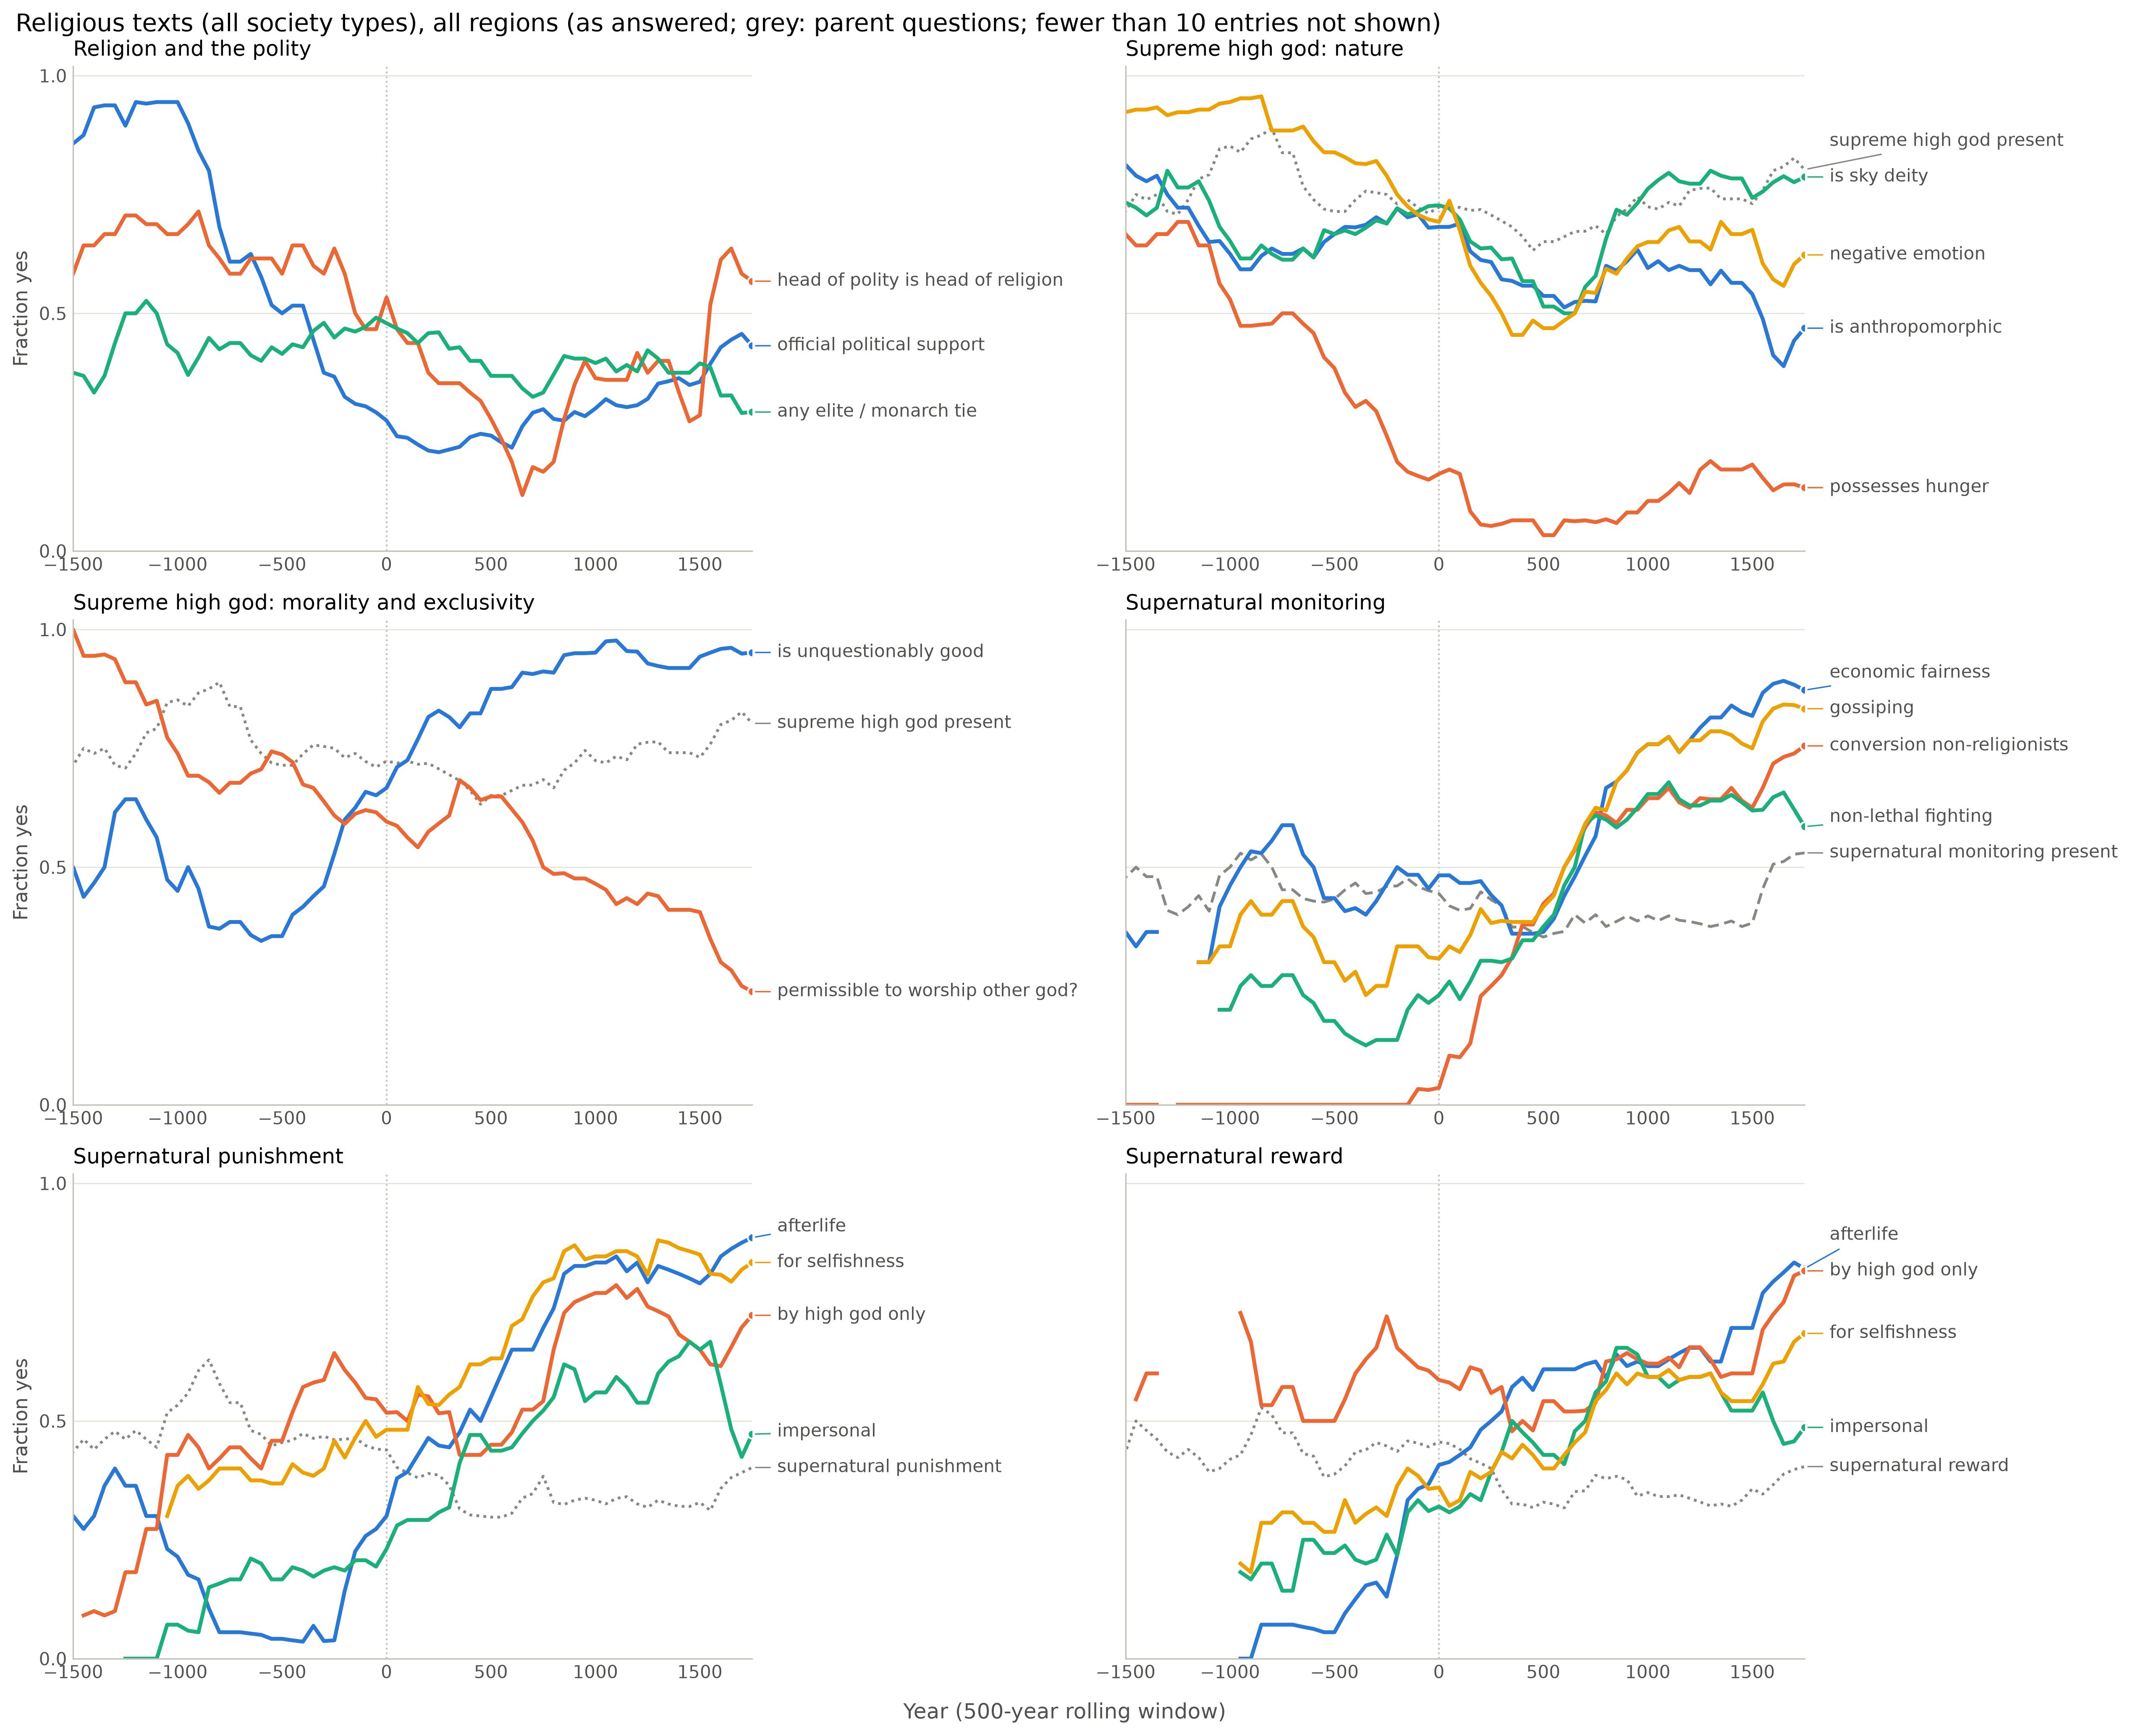 Religious texts (all society types), all regions (as answered; grey: parent questions; fewer than 10 entries not shown)
Religion and the polity
1.0
0.5
0.0
Fraction yes
−1500 −1000 −500 0 500 1000 1500
head of polity is head of religion
official political support
any elite / monarch tie
Supreme high god: nature
−1500 −1000 −500 0 500 1000 1500
supreme high god present
is sky deity
negative emotion
is anthropomorphic
possesses hunger
Supreme high god: morality and exclusivity
1.0
0.5
0.0
Fraction yes
−1500 −1000 −500 0 500 1000 1500
is unquestionably good
supreme high god present
permissible to worship other god?
Supernatural monitoring
−1500 −1000 −500 0 500 1000 1500
economic fairness
gossiping
conversion non-religionists
non-lethal fighting
supernatural monitoring present
Supernatural punishment
1.0
0.5
0.0
Fraction yes
−1500 −1000 −500 0 500 1000 1500
afterlife
for selfishness
by high god only
impersonal
supernatural punishment
Supernatural reward
−1500 −1000 −500 0 500 1000 1500
afterlife
by high god only
for selfishness
impersonal
supernatural reward
Year (500-year rolling window)